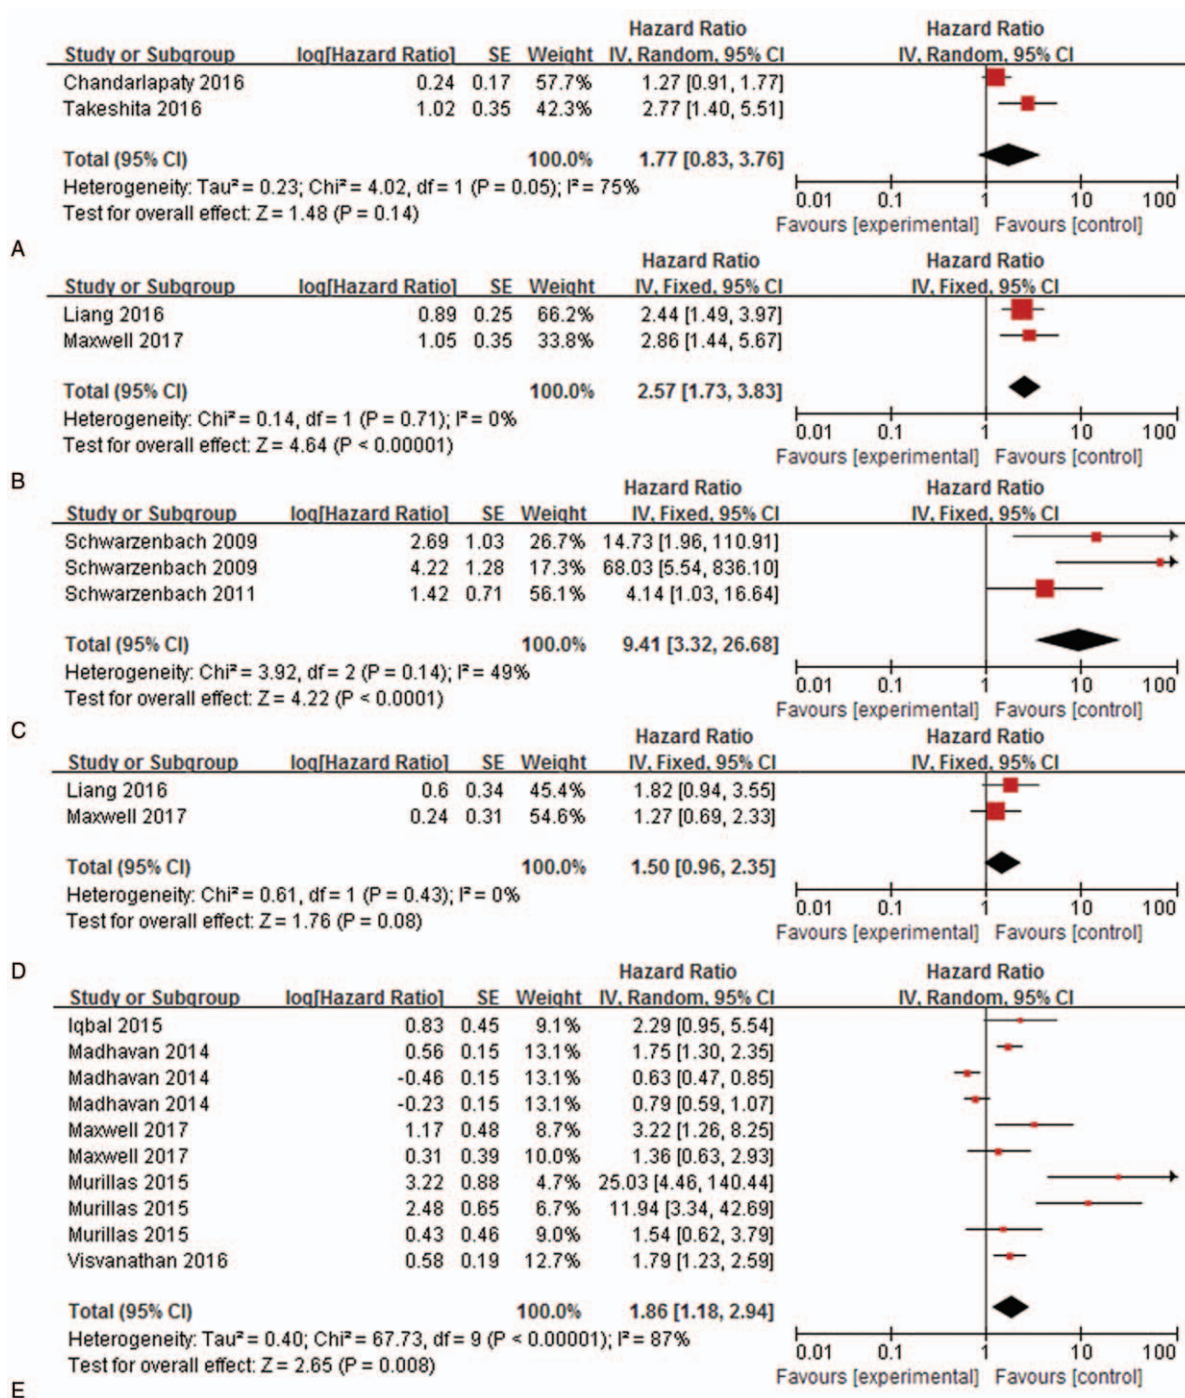 Hazard Ratio Hazard Ratio
Study or Subgroup log[Hazard Ratio] SE Weight IV, Random, 95% CI IV, Random, 95% CI
Chandarlapaty 2016 0.24 0.17 57.7% 1.27 [0.91, 1.77]
Takeshita 2016 1.02 0.35 42.3% 2.77 [1.40, 5.51]
Total (95% CI) 100.0% 1.77 [0.83, 3.76]
Heterogeneity: Tau² = 0.23; Chi² = 4.02, df = 1 (P = 0.05); I² = 75%
Test for overall effect: Z = 1.48 (P = 0.14)
0.01 0.1 1 10 100
Favours [experimental] Favours [control]
A
Hazard Ratio Hazard Ratio
Study or Subgroup log[Hazard Ratio] SE Weight IV, Fixed, 95% CI IV, Fixed, 95% CI
Liang 2016 0.89 0.25 66.2% 2.44 [1.49, 3.97]
Maxwell 2017 1.05 0.35 33.8% 2.86 [1.44, 5.67]
Total (95% CI) 100.0% 2.57 [1.73, 3.83]
Heterogeneity: Chi² = 0.14, df = 1 (P = 0.71); I² = 0%
Test for overall effect: Z = 4.64 (P < 0.00001)
0.01 0.1 1 10 100
Favours [experimental] Favours [control]
B
Hazard Ratio Hazard Ratio
Study or Subgroup log[Hazard Ratio] SE Weight IV, Fixed, 95% CI IV, Fixed, 95% CI
Schwarzenbach 2009 2.69 1.03 26.7% 14.73 [1.96, 110.91]
Schwarzenbach 2009 4.22 1.28 17.3% 68.03 [5.54, 836.10]
Schwarzenbach 2011 1.42 0.71 56.1% 4.14 [1.03, 16.64]
Total (95% CI) 100.0% 9.41 [3.32, 26.68]
Heterogeneity: Chi² = 3.92, df = 2 (P = 0.14); I² = 49%
Test for overall effect: Z = 4.22 (P < 0.0001)
0.01 0.1 1 10 100
Favours [experimental] Favours [control]
C
Hazard Ratio Hazard Ratio
Study or Subgroup log[Hazard Ratio] SE Weight IV, Fixed, 95% CI IV, Fixed, 95% CI
Liang 2016 0.6 0.34 45.4% 1.82 [0.94, 3.55]
Maxwell 2017 0.24 0.31 54.6% 1.27 [0.69, 2.33]
Total (95% CI) 100.0% 1.50 [0.96, 2.35]
Heterogeneity: Chi² = 0.61, df = 1 (P = 0.43); I² = 0%
Test for overall effect: Z = 1.76 (P = 0.08)
0.01 0.1 1 10 100
Favours [experimental] Favours [control]
D
Hazard Ratio Hazard Ratio
Study or Subgroup log[Hazard Ratio] SE Weight IV, Random, 95% CI IV, Random, 95% CI
Iqbal 2015 0.83 0.45 9.1% 2.29 [0.95, 5.54]
Madhavan 2014 0.56 0.15 13.1% 1.75 [1.30, 2.35]
Madhavan 2014 -0.46 0.15 13.1% 0.63 [0.47, 0.85]
Madhavan 2014 -0.23 0.15 13.1% 0.79 [0.59, 1.07]
Maxwell 2017 1.17 0.48 8.7% 3.22 [1.26, 8.25]
Maxwell 2017 0.31 0.39 10.0% 1.36 [0.63, 2.93]
Murillas 2015 3.22 0.88 4.7% 25.03 [4.46, 140.44]
Murillas 2015 2.48 0.65 6.7% 11.94 [3.34, 42.69]
Murillas 2015 0.43 0.46 9.0% 1.54 [0.62, 3.79]
Visvanathan 2016 0.58 0.19 12.7% 1.79 [1.23, 2.59]
Total (95% CI) 100.0% 1.86 [1.18, 2.94]
Heterogeneity: Tau² = 0.40; Chi² = 67.73, df = 9 (P < 0.00001); I² = 87%
Test for overall effect: Z = 2.65 (P = 0.008)
0.01 0.1 1 10 100
Favours [experimental] Favours [control]
E